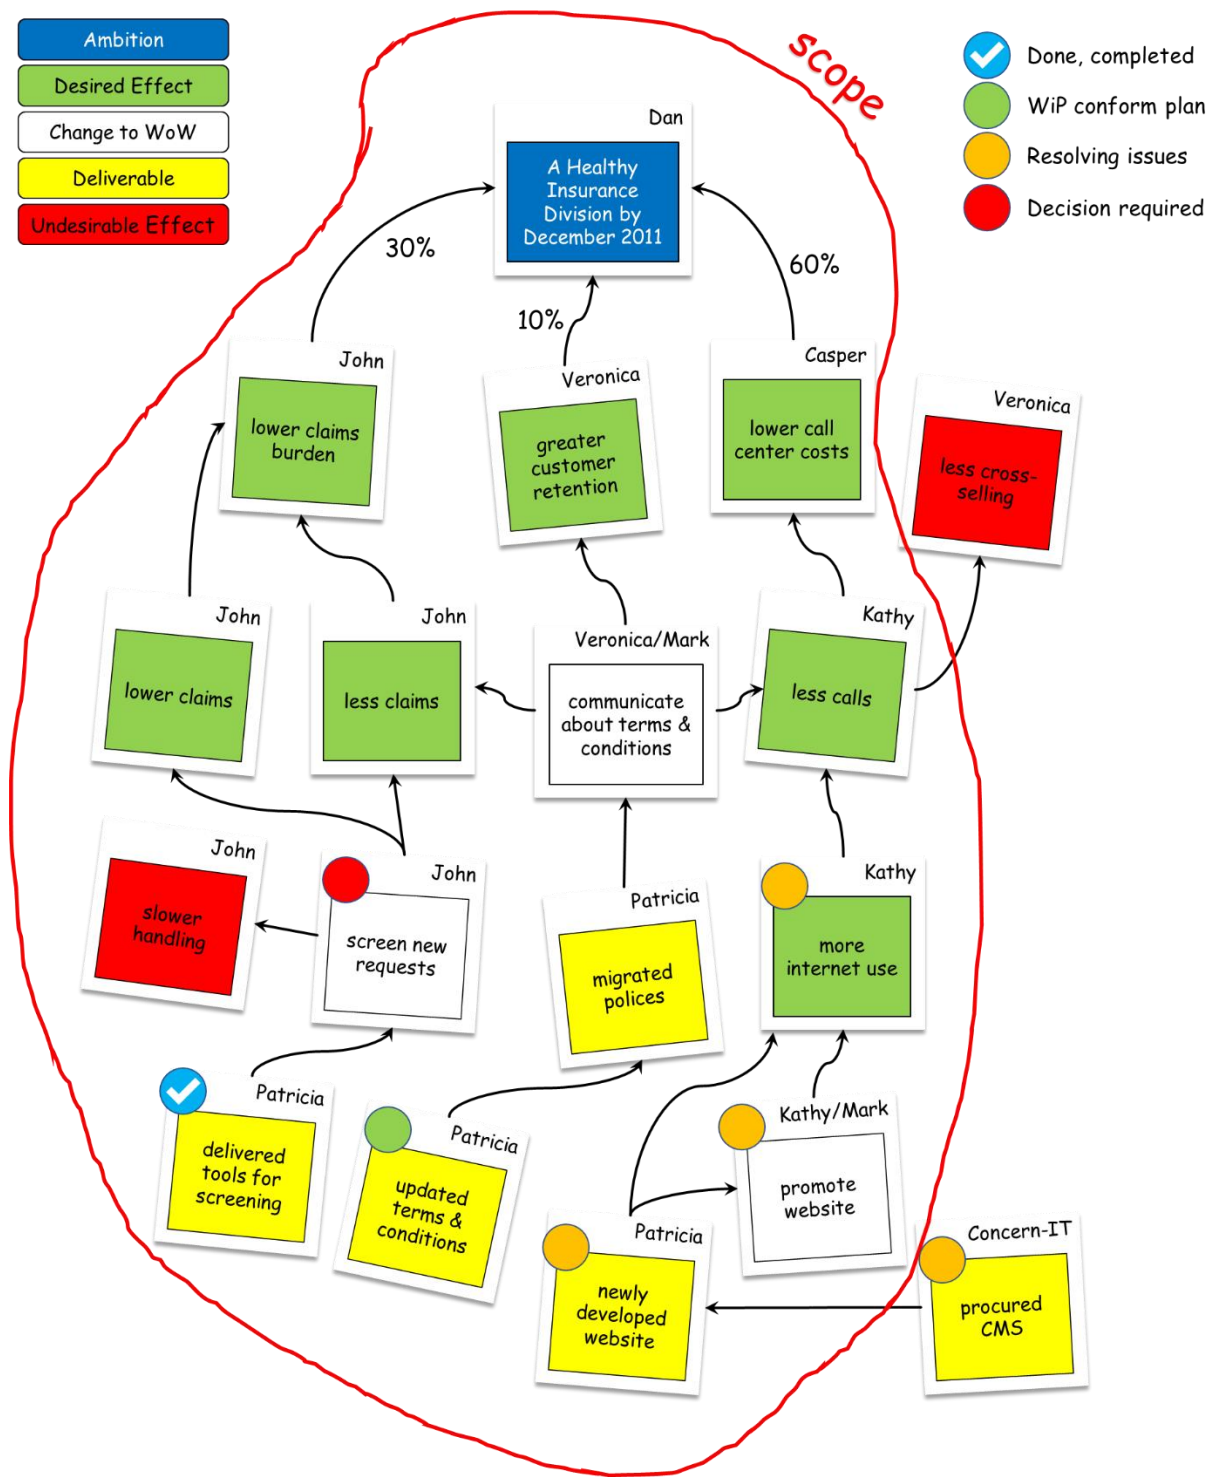 Ambition
Desired Effect
Change to WoW
Deliverable
Undesirable Effect
scope
Done, completed
WiP conform plan
Resolving issues
Decision required
Dan
A Healthy
Insurance
Division by
December 2011
30%
10%
60%
John
lower claims
burden
Veronica
greater
customer
retention
Casper
lower call
center costs
Veronica
less cross-
selling
John
lower claims
John
less claims
Veronica/Mark
communicate
about terms &
conditions
Kathy
less calls
John
slower
handling
John
screen new
requests
Patricia
migrated
polices
Kathy
more
internet use
Patricia
delivered
tools for
screening
Patricia
updated
terms &
conditions
Kathy/Mark
promote
website
Patricia
newly
developed
website
Concern-IT
procured
CMS